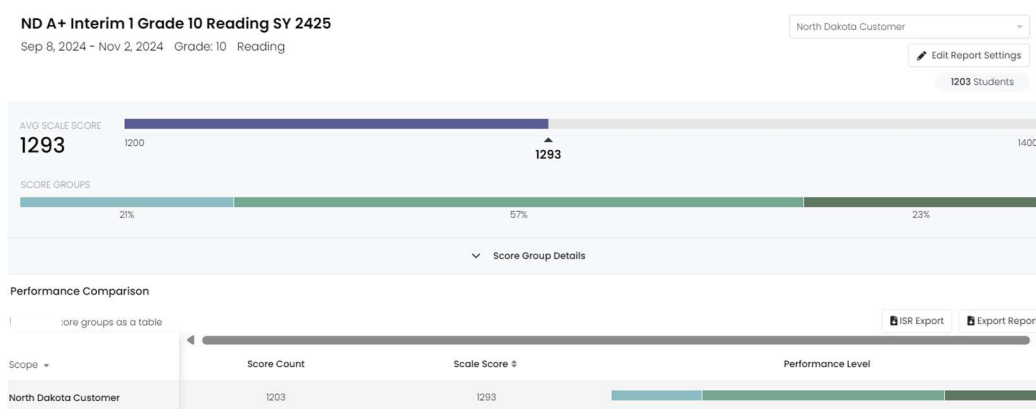 ND A+ Interim 1 Grade 10 Reading SY 2425
Sep 8, 2024 - Nov 2, 2024 Grade: 10 Reading
North Dakota Customer
Edit Report Settings
1203 Students
AVG SCALE SCORE
1293
1200
1293
1400
SCORE GROUPS
21%
57%
23%
Score Group Details
Performance Comparison
core groups as a table
ISR Export
Export Repor
Scope
Score Count
Scale Score
Performance Level
North Dakota Customer
1203
1293